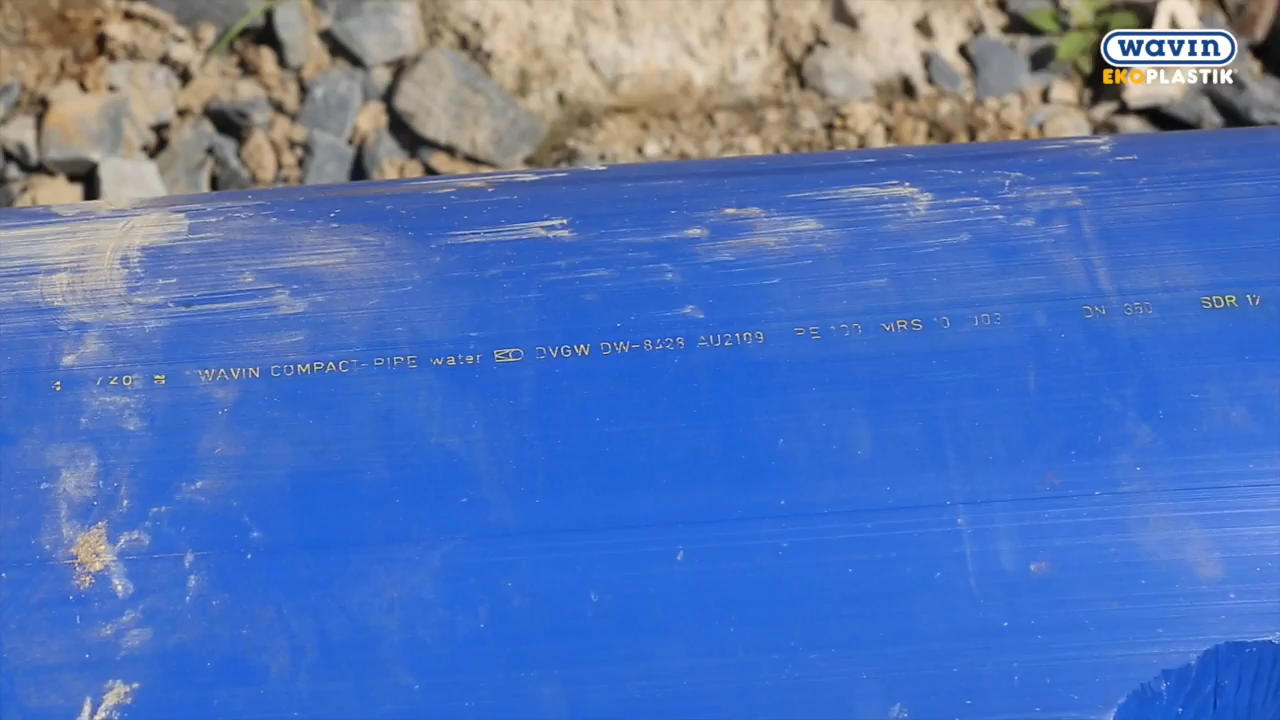 wavin
EKOPLASTIK
WAVIN COMPACT-PIPE water DVGW DW-8428 AU2109 PE 100 MRS 10 DN 350 SDR 17